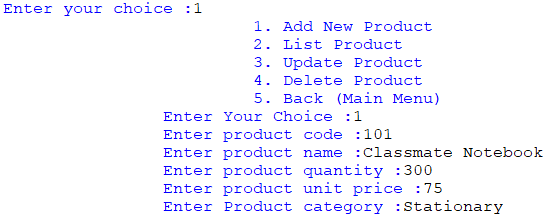 Enter your choice :1
1. Add New Product
2. List Product
3. Update Product
4. Delete Product
5. Back (Main Menu)
Enter Your Choice :1
Enter product code :101
Enter product name :Classmate Notebook
Enter product quantity :300
Enter product unit price :75
Enter Product category :Stationary